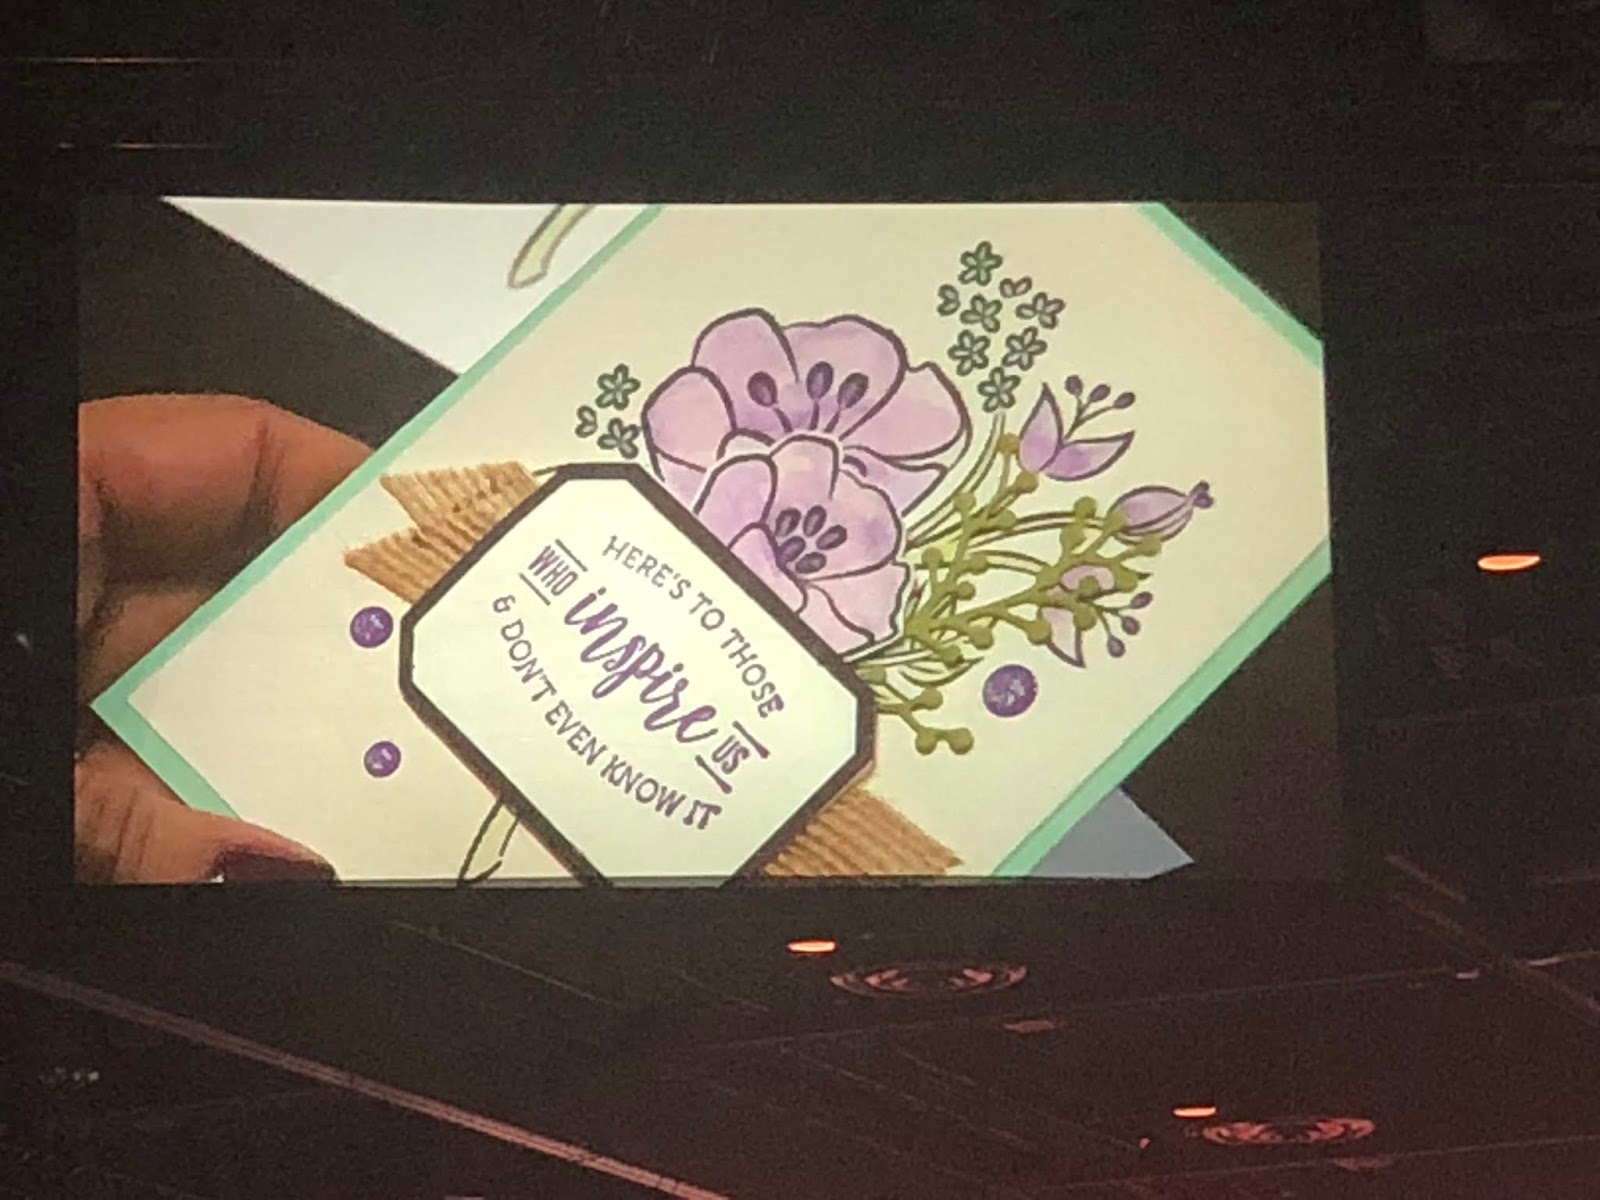 HERE'S TO THOSE
WHO inspire US
& DON'T EVEN KNOW IT